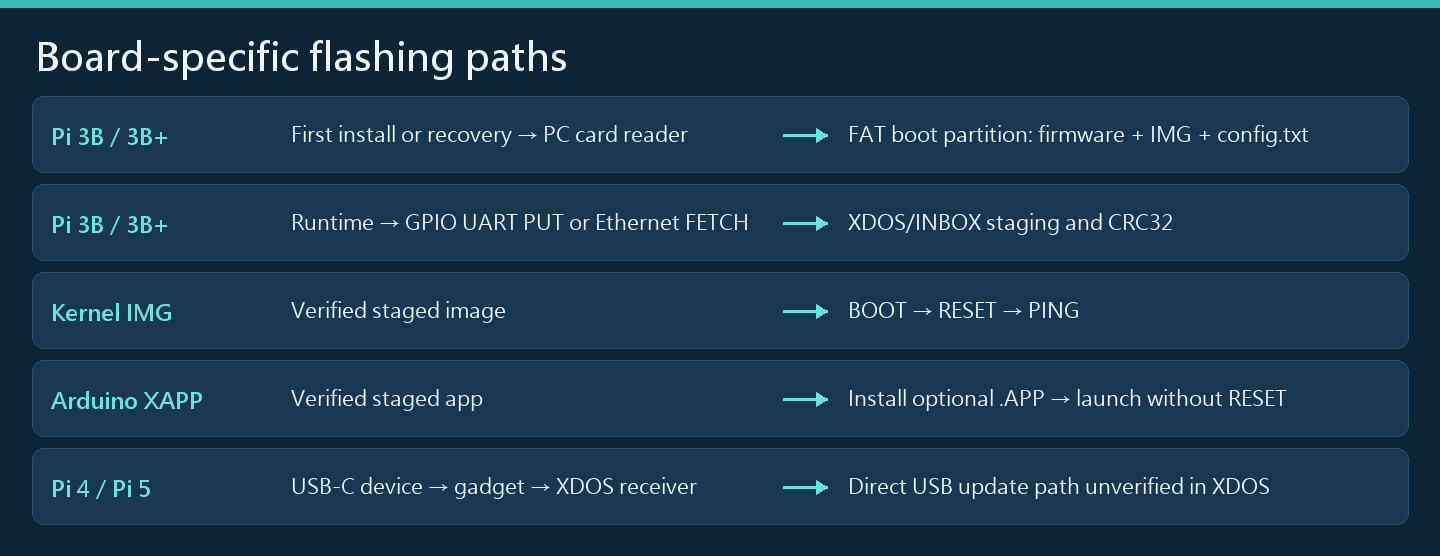 Board-specific flashing paths
Pi 3B / 3B+ First install or recovery → PC card reader → FAT boot partition: firmware + IMG + config.txt
Pi 3B / 3B+ Runtime → GPIO UART PUT or Ethernet FETCH → XDOS/INBOX staging and CRC32
Kernel IMG Verified staged image → BOOT → RESET → PING
Arduino XAPP Verified staged app → Install optional .APP → launch without RESET
Pi 4 / Pi 5 USB-C device → gadget → XDOS receiver → Direct USB update path unverified in XDOS